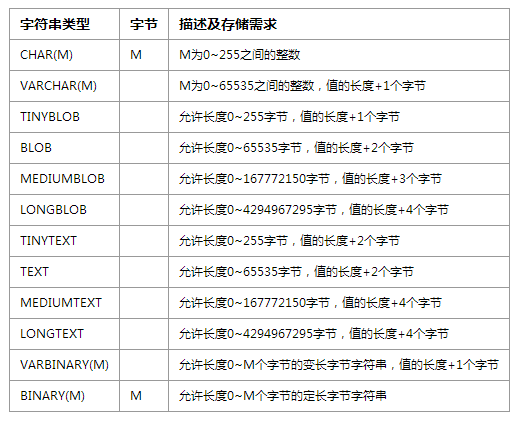 字符串类型 字节 描述及存储需求
CHAR(M) M M为0~255之间的整数
VARCHAR(M) M为0~65535之间的整数，值的长度+1个字节
TINYBLOB 允许长度0~255字节，值的长度+1个字节
BLOB 允许长度0~65535字节，值的长度+2个字节
MEDIUMBLOB 允许长度0~167772150字节，值的长度+3个字节
LONGBLOB 允许长度0~4294967295字节，值的长度+4个字节
TINYTEXT 允许长度0~255字节，值的长度+2个字节
TEXT 允许长度0~65535字节，值的长度+2个字节
MEDIUMTEXT 允许长度0~167772150字节，值的长度+4个字节
LONGTEXT 允许长度0~4294967295字节，值的长度+4个字节
VARBINARY(M) 允许长度0~M个字节的变长字节字符串，值的长度+1个字节
BINARY(M) M 允许长度0~M个字节的定长字节字符串